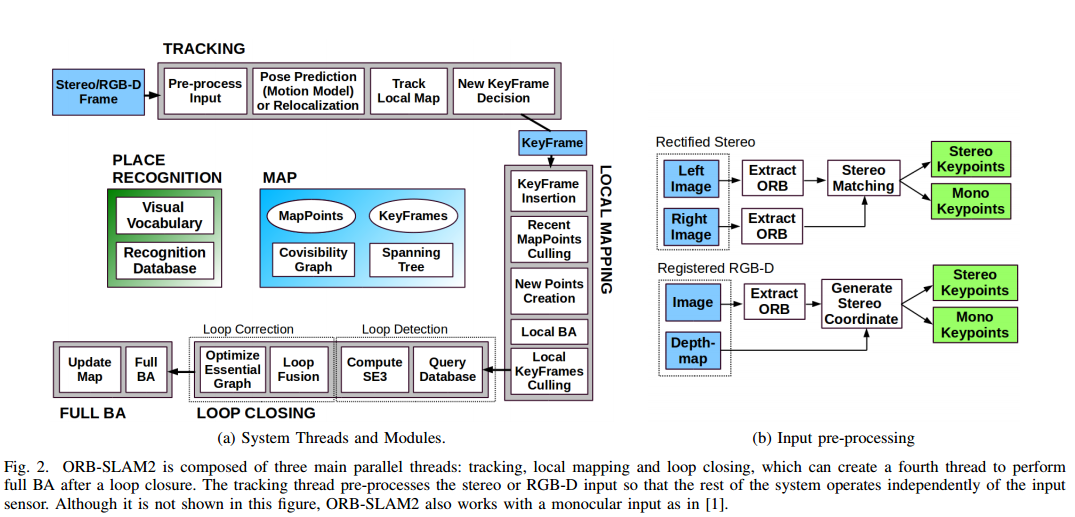 TRACKING
Stereo/RGB-D
Frame
Pre-process
Input
Pose Prediction
(Motion Model)
or Relocalization
Track
Local Map
New KeyFrame
Decision
KeyFrame
PLACE
RECOGNITION
Visual
Vocabulary
Recognition
Database
MAP
MapPoints
KeyFrames
Covisibility
Graph
Spanning
Tree
LOCAL MAPPING
KeyFrame
Insertion
Recent
MapPoints
Culling
New Points
Creation
Local BA
Local
KeyFrames
Culling
Loop Correction
Loop Detection
Optimize
Essential
Graph
Loop
Fusion
Compute
SE3
Query
Database
Update
Map
Full
BA
FULL BA
LOOP CLOSING
(a) System Threads and Modules.
Rectified Stereo
Left
Image
Extract
ORB
Stereo
Matching
Stereo
Keypoints
Mono
Keypoints
Right
Image
Extract
ORB
Registered RGB-D
Image
Extract
ORB
Generate
Stereo
Coordinate
Stereo
Keypoints
Mono
Keypoints
Depth-
map
(b) Input pre-processing
Fig. 2. ORB-SLAM2 is composed of three main parallel threads: tracking, local mapping and loop closing, which can create a fourth thread to perform
full BA after a loop closure. The tracking thread pre-processes the stereo or RGB-D input so that the rest of the system operates independently of the input
sensor. Although it is not shown in this figure, ORB-SLAM2 also works with a monocular input as in [1].